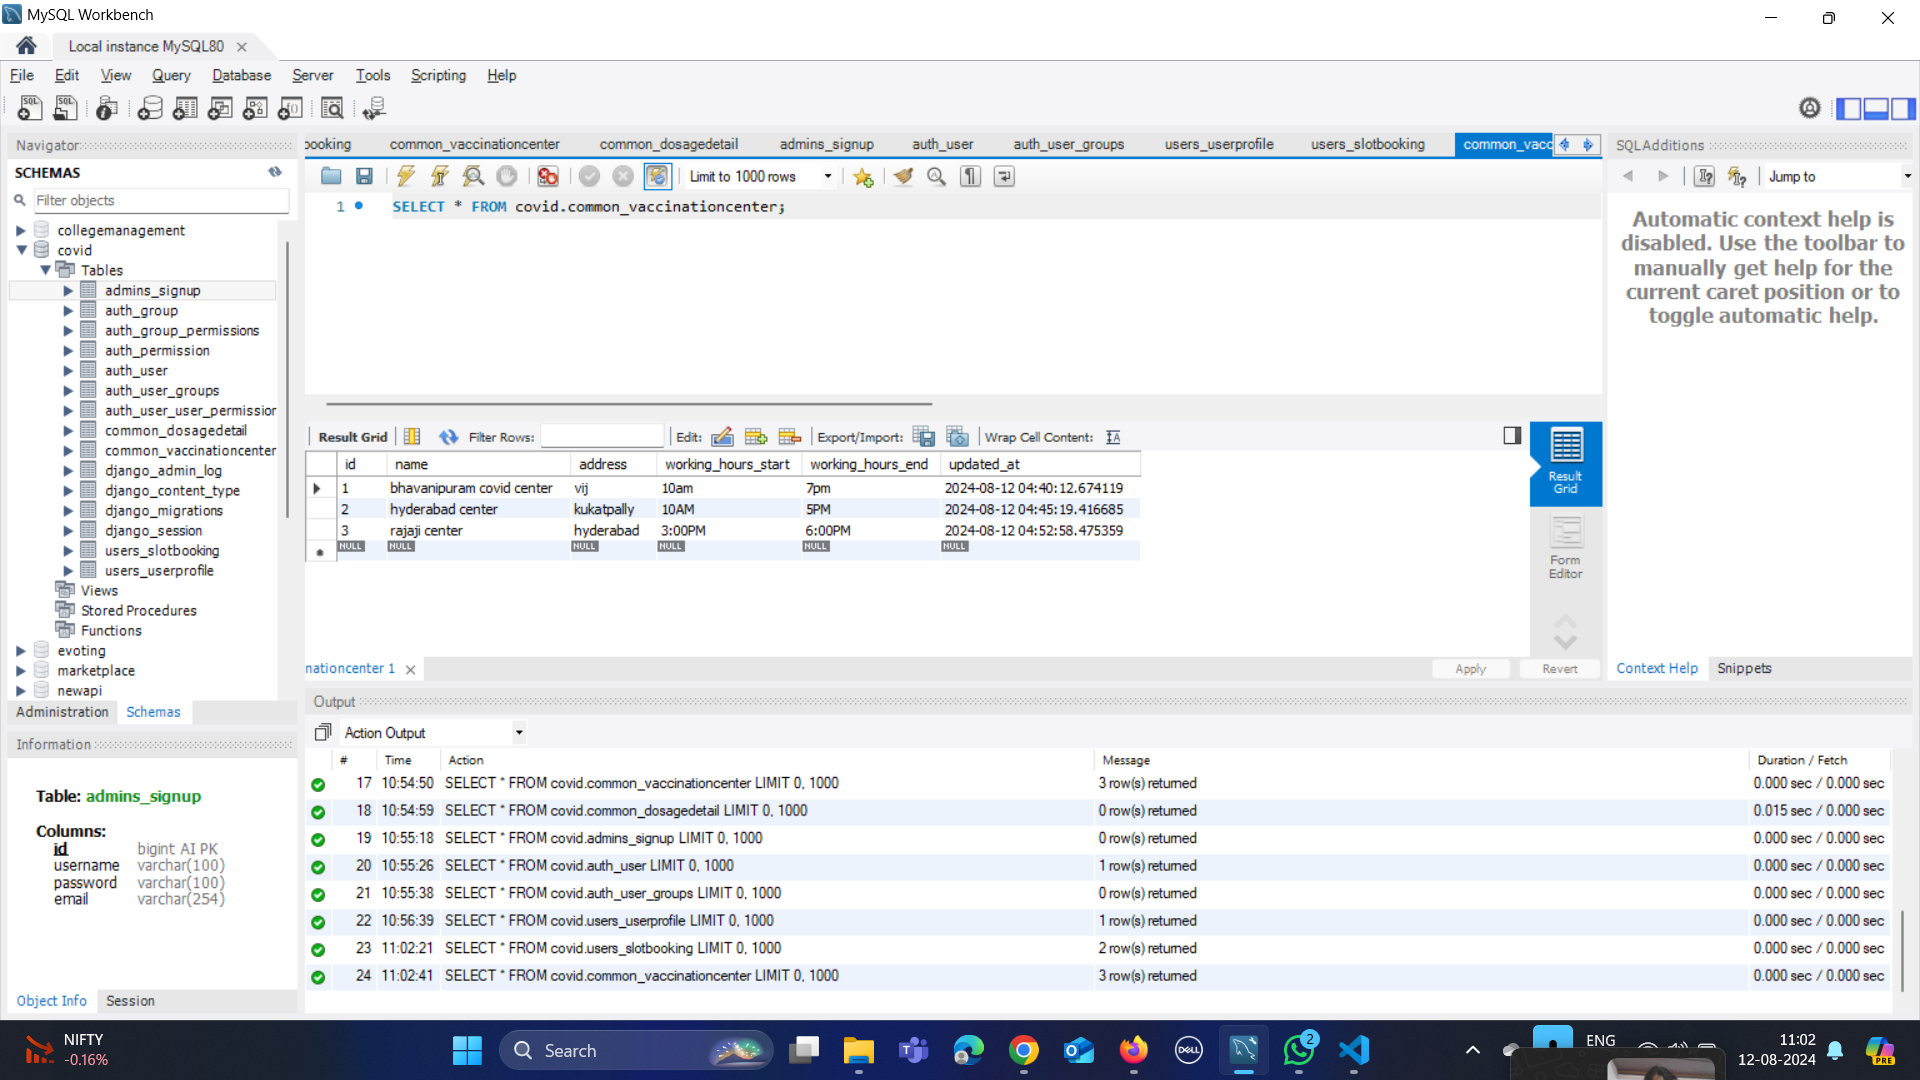 MySQL Workbench
Local instance MySQL80
File Edit View Query Database Server Tools Scripting Help
Navigator
SCHEMAS
Filter objects
collegemanagement
covid
Tables
admins_signup
auth_group
auth_group_permissions
auth_permission
auth_user
auth_user_groups
auth_user_user_permission
common_dosagedetail
common_vaccinationcenter
django_admin_log
django_content_type
django_migrations
django_session
users_slotbooking
users_userprofile
Views
Stored Procedures
Functions
evoting
marketplace
newapi
Administration Schemas
Information
Table: admins_signup
Columns:
id bigint AI PK
username varchar(100)
password varchar(100)
email varchar(254)
Object Info Session
ooking common_vaccinationcenter common_dosagedetail admins_signup auth_user auth_user_groups users_userprofile users_slotbooking common_vacc
Limit to 1000 rows
1 SELECT * FROM covid.common_vaccinationcenter;
Result Grid Filter Rows: Edit: Export/Import: Wrap Cell Content:
id name address working_hours_start working_hours_end updated_at
1 bhavanipuram covid center vij 10am 7pm 2024-08-12 04:40:12.674119
2 hyderabad center kukatpally 10AM 5PM 2024-08-12 04:45:19.416685
3 rajaji center hyderabad 3:00PM 6:00PM 2024-08-12 04:52:58.475359
NULL NULL NULL NULL NULL NULL
Result Grid
Form Editor
nationcenter 1
Apply Revert
SQLAdditions
Jump to
Automatic context help is
disabled. Use the toolbar to
manually get help for the
current caret position or to
toggle automatic help.
Context Help Snippets
Output
Action Output
# Time Action Message Duration / Fetch
17 10:54:50 SELECT * FROM covid.common_vaccinationcenter LIMIT 0, 1000 3 row(s) returned 0.000 sec / 0.000 sec
18 10:54:59 SELECT * FROM covid.common_dosagedetail LIMIT 0, 1000 0 row(s) returned 0.015 sec / 0.000 sec
19 10:55:18 SELECT * FROM covid.admins_signup LIMIT 0, 1000 0 row(s) returned 0.000 sec / 0.000 sec
20 10:55:26 SELECT * FROM covid.auth_user LIMIT 0, 1000 1 row(s) returned 0.000 sec / 0.000 sec
21 10:55:38 SELECT * FROM covid.auth_user_groups LIMIT 0, 1000 0 row(s) returned 0.000 sec / 0.000 sec
22 10:56:39 SELECT * FROM covid.users_userprofile LIMIT 0, 1000 1 row(s) returned 0.000 sec / 0.000 sec
23 11:02:21 SELECT * FROM covid.users_slotbooking LIMIT 0, 1000 2 row(s) returned 0.000 sec / 0.000 sec
24 11:02:41 SELECT * FROM covid.common_vaccinationcenter LIMIT 0, 1000 3 row(s) returned 0.000 sec / 0.000 sec
NIFTY
-0.16%
Search
DELL
2
ENG
11:02
12-08-2024
PRE